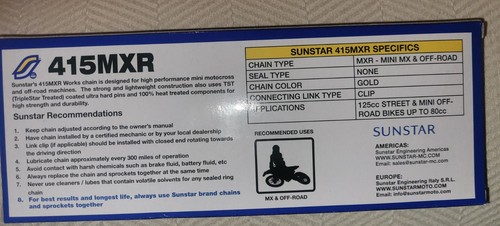 415MXR
Sunstar's 415MXR Works chain is designed for high performance mini motocross
and off-road machines. The strong and lightweight construction also uses TST
(TripleStar Treated) coated ultra hard pins and 100% heat treated components for
high strength and durability.
Sunstar Recommendations
1. Keep chain adjusted according to the owner's manual
2. Have chain installed by a certified mechanic or by your local dealership
3. Link clip (if applicable) should be installed with closed end rotating towards
the driving direction
4. Lubricate chain approximately every 300 miles of operation
5. Avoid contact with harsh chemicals such as brake fluid, battery fluid, etc
6. Always replace the chain and sprockets together at the same time
7. Never use cleaners / lubes that contain volatile solvents for any sealed ring
chain
8. For best results and longest life, always use Sunstar brand chains
and sprockets together
SUNSTAR 415MXR SPECIFICS
CHAIN TYPE MXR - MINI MX & OFF-ROAD
SEAL TYPE NONE
CHAIN COLOR GOLD
CONNECTING LINK TYPE CLIP
PLICATIONS 125cc STREET & MINI OFF-
ROAD BIKES UP TO 80cc
RECOMMENDED USES
MX & OFF-ROAD
SUNSTAR
AMERICAS:
Sunstar Engineering Americas
WWW.SUNSTAR-MC.COM
Email: sales@sunstar-mc.com
EUROPE:
Sunstar Engineering Italy S.R.L.
WWW.SUNSTARMOTO.COM
Email: info@sunstarmoto.com